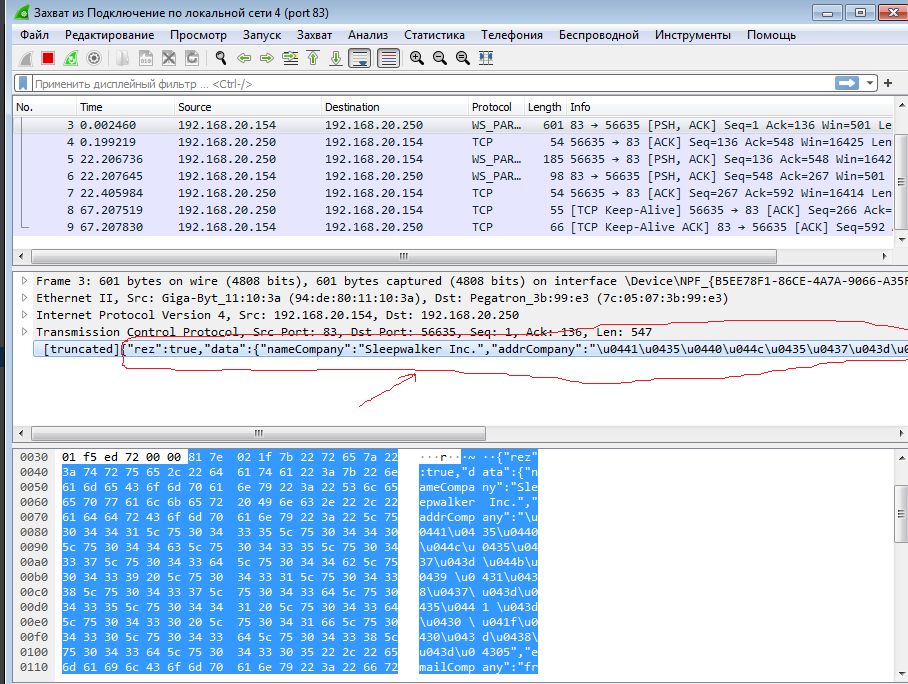 Захват из Подключение по локальной сети 4 (port 83)
Файл Редактирование Просмотр Запуск Захват Анализ Статистика Телефония Беспроводной Инструменты Помощь
Применить дисплейный фильтр ... <Ctrl-/>
No. Time Source Destination Protocol Length Info
3 0.002460 192.168.20.154 192.168.20.250 WS_PAR… 601 83 → 56635 [PSH, ACK] Seq=1 Ack=136 Win=501 Le
4 0.199219 192.168.20.250 192.168.20.154 TCP 54 56635 → 83 [ACK] Seq=136 Ack=548 Win=16425 Len
5 22.206736 192.168.20.250 192.168.20.154 WS_PAR… 185 56635 → 83 [PSH, ACK] Seq=136 Ack=548 Win=1642
6 22.207645 192.168.20.154 192.168.20.250 WS_PAR… 98 83 → 56635 [PSH, ACK] Seq=548 Ack=267 Win=501
7 22.405984 192.168.20.250 192.168.20.154 TCP 54 56635 → 83 [ACK] Seq=267 Ack=592 Win=16414 Len
8 67.207519 192.168.20.250 192.168.20.154 TCP 55 [TCP Keep-Alive] 56635 → 83 [ACK] Seq=266 Ack=
9 67.207830 192.168.20.154 192.168.20.250 TCP 66 [TCP Keep-Alive ACK] 83 → 56635 [ACK] Seq=592
Frame 3: 601 bytes on wire (4808 bits), 601 bytes captured (4808 bits) on interface \Device\NPF_{B5EE78F1-86CE-4A7A-9066-A35F
Ethernet II, Src: Giga-Byt_11:10:3a (94:de:80:11:10:3a), Dst: Pegatron_3b:99:e3 (7c:05:07:3b:99:e3)
Internet Protocol Version 4, Src: 192.168.20.154, Dst: 192.168.20.250
Transmission Control Protocol, Src Port: 83, Dst Port: 56635, Seq: 1, Ack: 136, Len: 547
[truncated]{"rez":true,"data":{"nameCompany":"Sleepwalker Inc.","addrCompany":"\u0441\u0435\u0440\u044c\u0435\u0437\u043d\u0
0030 01 f5 ed 72 00 00 81 7e 02 1f 7b 22 72 65 7a 22 ···r···~ ··{"rez"
0040 3a 74 72 75 65 2c 22 64 61 74 61 22 3a 7b 22 6e :true,"d ata":{"n
0050 61 6d 65 43 6f 6d 70 61 6e 79 22 3a 22 53 6c 65 ameCompa ny":"Sle
0060 65 70 77 61 6c 6b 65 72 20 49 6e 63 2e 22 2c 22 epwalker Inc.","
0070 61 64 64 72 43 6f 6d 70 61 6e 79 22 3a 22 5c 75 addrComp any":"\u
0080 30 34 34 31 5c 75 30 34 33 35 5c 75 30 34 34 30 0441\u04 35\u0440
0090 5c 75 30 34 34 63 5c 75 30 34 33 35 5c 75 30 34 \u044c\u 0435\u04
00a0 33 37 5c 75 30 34 33 64 5c 75 30 34 34 62 5c 75 37\u043d \u044b\u
00b0 30 34 33 39 20 5c 75 30 34 33 31 5c 75 30 34 33 0439 \u0 431\u043
00c0 38 5c 75 30 34 33 37 5c 75 30 34 33 64 5c 75 30 8\u0437\ u043d\u0
00d0 34 33 35 5c 75 30 34 34 31 20 5c 75 30 34 33 64 435\u044 1 \u043d
00e0 5c 75 30 34 33 30 20 5c 75 30 34 31 66 5c 75 30 \u0430 \ u041f\u0
00f0 34 33 30 5c 75 30 34 33 64 5c 75 30 34 33 38 5c 430\u043 d\u0438\
0100 75 30 34 33 64 5c 75 30 34 33 30 35 22 2c 22 65 u043d\u0 4305","e
0110 6d 61 69 6c 43 6f 6d 70 61 6e 79 22 3a 22 66 72 mailComp any":"fr